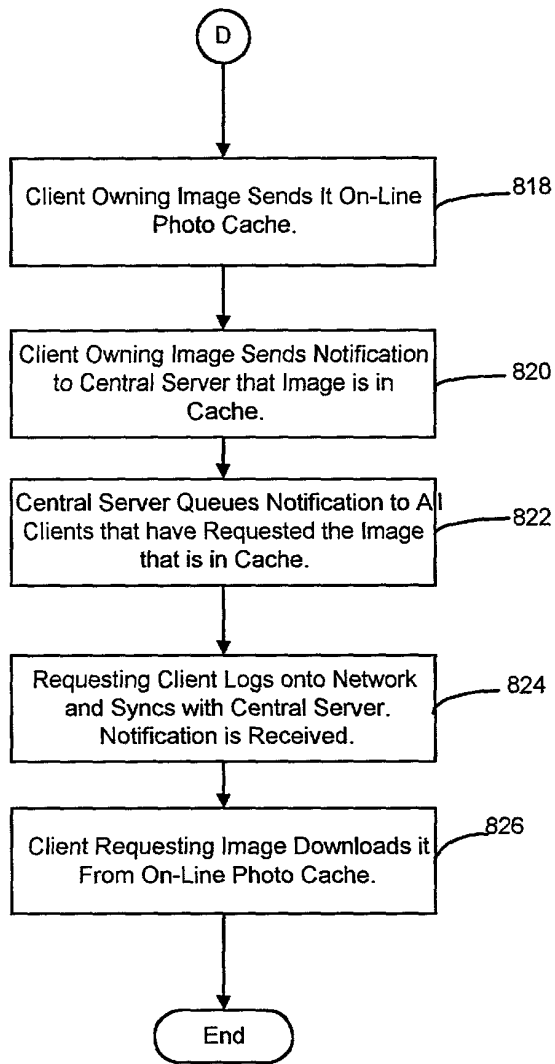 D
Client Owning Image Sends It On-Line
Photo Cache.
818
Client Owning Image Sends Notification
to Central Server that Image is in
Cache.
820
Central Server Queues Notification to All
Clients that have Requested the Image
that is in Cache.
822
Requesting Client Logs onto Network
and Syncs with Central Server.
Notification is Received.
824
Client Requesting Image Downloads it
From On-Line Photo Cache.
826
End